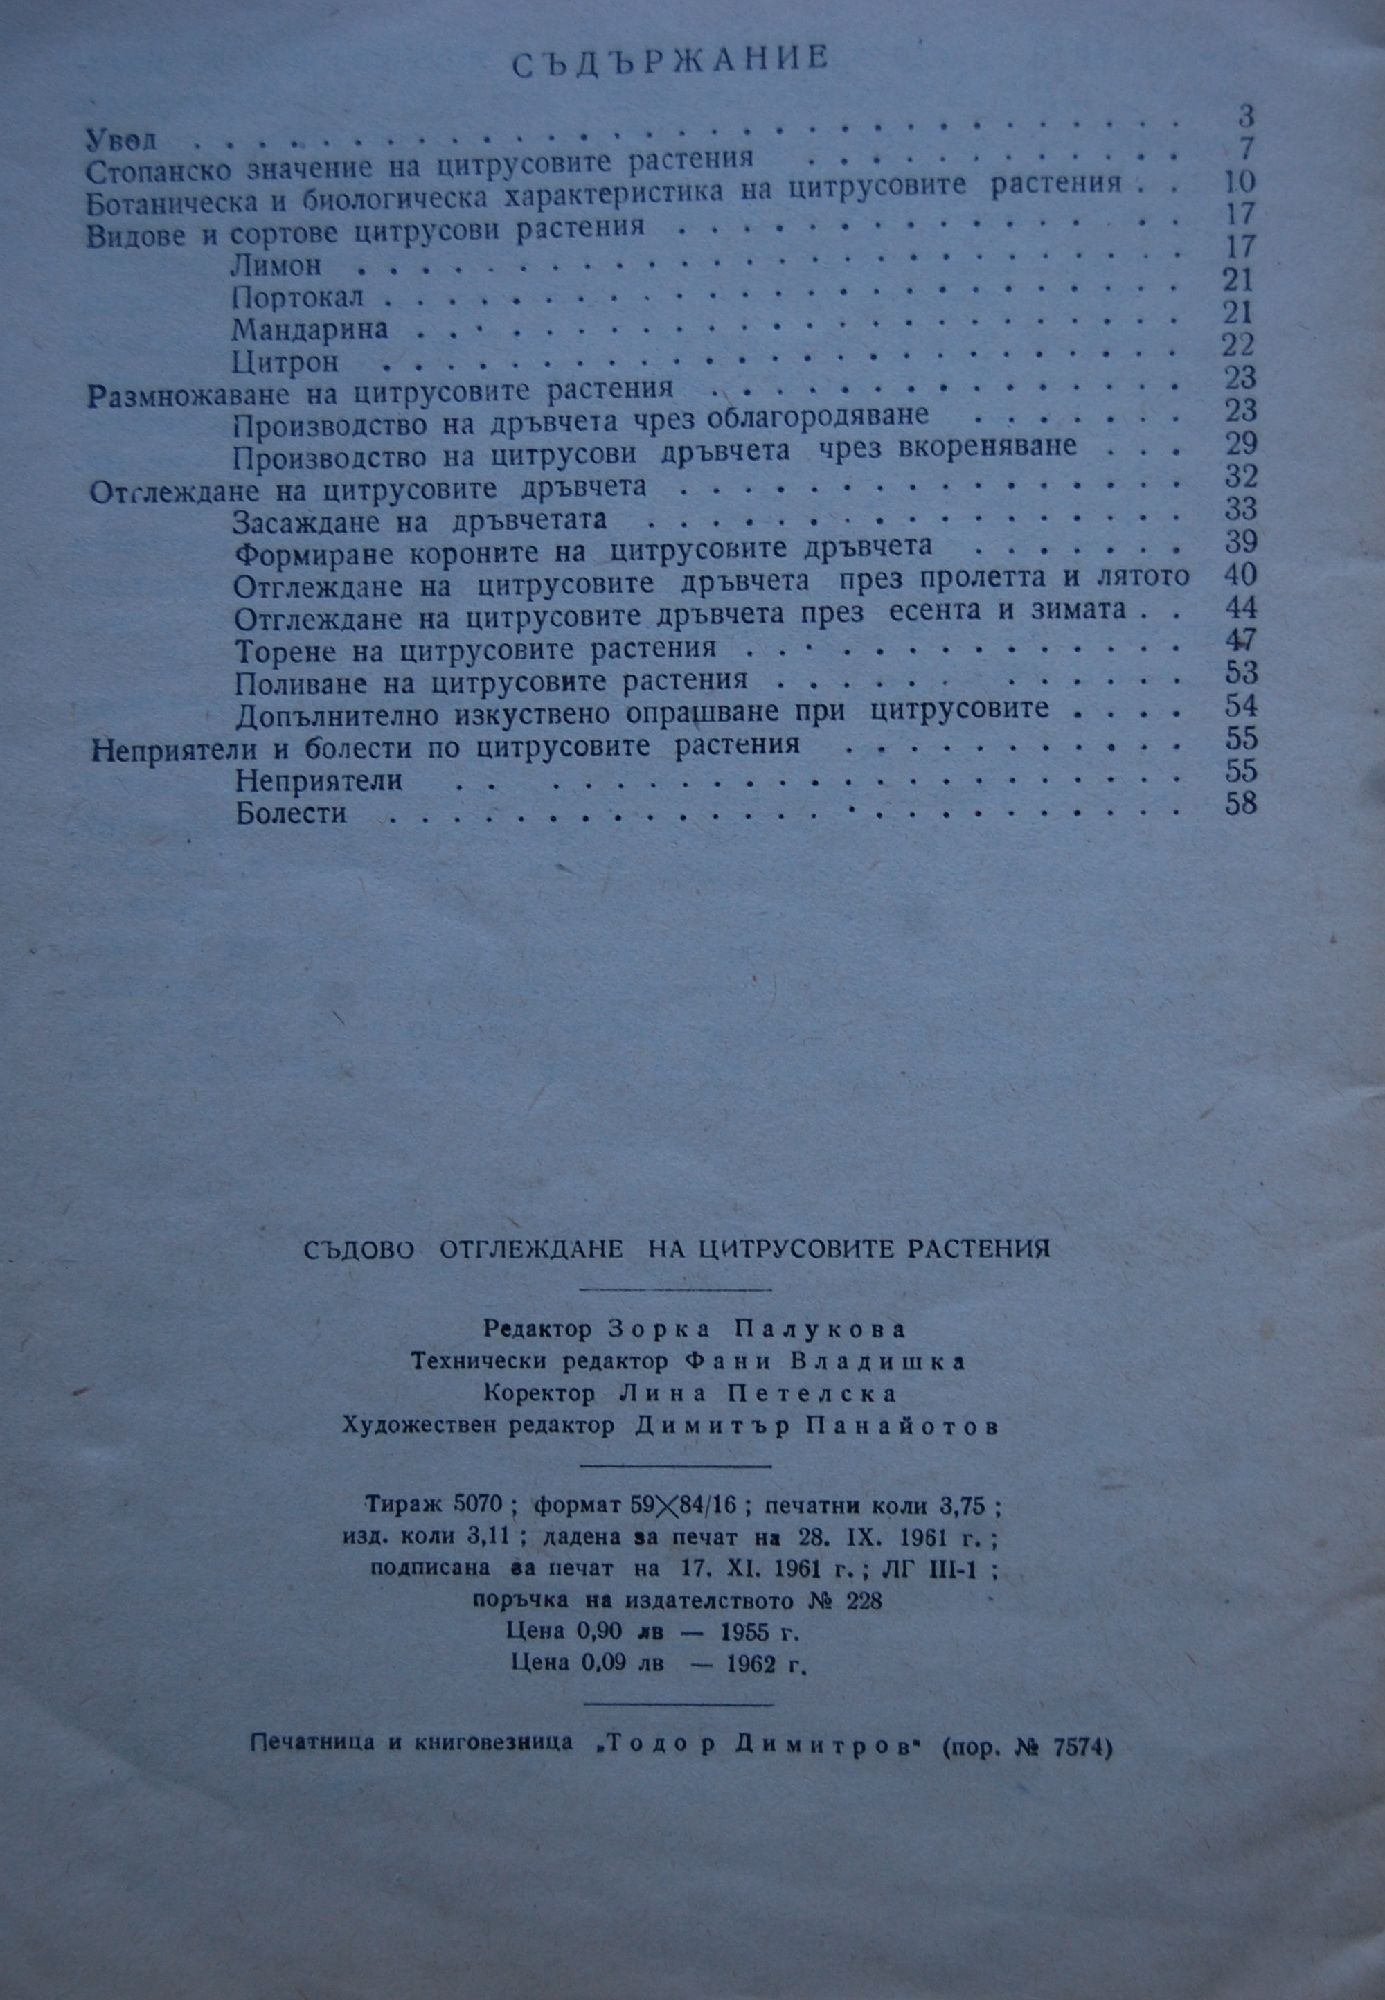 СЪДЪРЖАНИЕ
Увод . . . . . . . . . . . . . . . . . . . . . . . . . . . . . . 3
Стопанско значение на цитрусовите растения . . . . . . . . . . . . 7
Ботаническа и биологическа характеристика на цитрусовите растения . . 10
Видове и сортове цитрусови растения . . . . . . . . . . . . . . . . 17
Лимон . . . . . . . . . . . . . . . . . . . . . . . . . . 17
Портокал . . . . . . . . . . . . . . . . . . . . . . . . . 21
Мандарина . . . . . . . . . . . . . . . . . . . . . . . . 21
Цитрон . . . . . . . . . . . . . . . . . . . . . . . . . 22
Размножаване на цитрусовите растения . . . . . . . . . . . . . . . 23
Производство на дръвчета чрез облагородяване . . . . . . . 23
Производство на цитрусови дръвчета чрез вкореняване . . . 29
Отглеждане на цитрусовите дръвчета . . . . . . . . . . . . . . . . 32
Засаждане на дръвчетата . . . . . . . . . . . . . . . . . 33
Формиране короните на цитрусовите дръвчета . . . . . . . 39
Отглеждане на цитрусовите дръвчета през пролетта и лятото 40
Отглеждане на цитрусовите дръвчета през есента и зимата . . 44
Торене на цитрусовите растения . . . . . . . . . . . . . . 47
Поливане на цитрусовите растения . . . . . . . . . . . . 53
Допълнително изкуствено опрашване при цитрусовите . . . . 54
Неприятели и болести по цитрусовите растения . . . . . . . . . . . 55
Неприятели . . . . . . . . . . . . . . . . . . . . . . 55
Болести . . . . . . . . . . . . . . . . . . . . . . . . . 58
СЪДОВО ОТГЛЕЖДАНЕ НА ЦИТРУСОВИТЕ РАСТЕНИЯ
Редактор Зорка Палукова
Технически редактор Фани Владишка
Коректор Лина Петелска
Художествен редактор Димитър Панайотов
Тираж 5070 ; формат 59×84/16 ; печатни коли 3,75 ;
изд. коли 3,11 ; дадена за печат на 28. IX. 1961 г. ;
подписана за печат на 17. XI. 1961 г. ; ЛГ III-1 ;
поръчка на издателството № 228
Цена 0,90 лв — 1955 г.
Цена 0,09 лв — 1962 г.
Печатница и книговезница „Тодор Димитров“ (пор. № 7574)